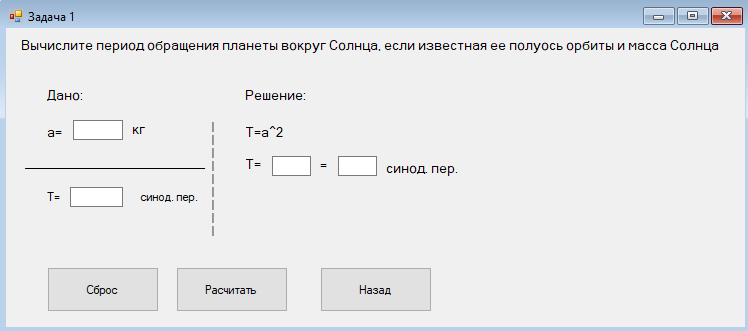 Задача 1
Вычислите период обращения планеты вокруг Солнца, если известная ее полуось орбиты и масса Солнца
Дано:
Решение:
a= кг
T=a^2
T= = синод. пер.
T= синод. пер.
Сброс
Расчитать
Назад